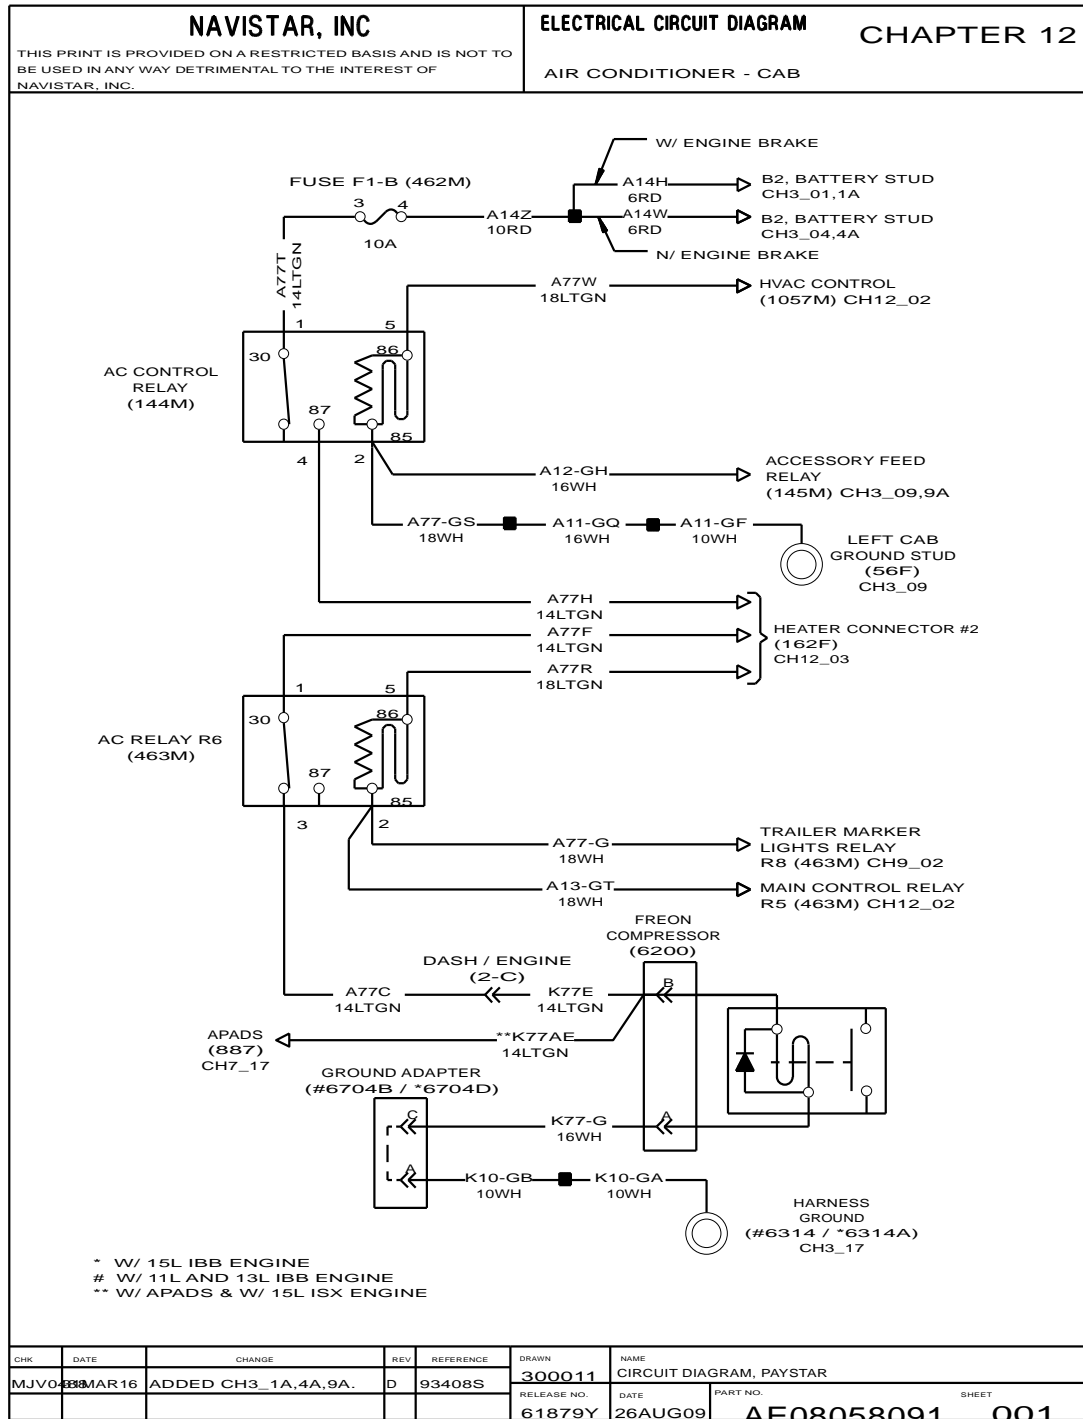 NAVISTAR, INC
THIS PRINT IS PROVIDED ON A RESTRICTED BASIS AND IS NOT TO
BE USED IN ANY WAY DETRIMENTAL TO THE INTEREST OF
NAVISTAR, INC.
ELECTRICAL CIRCUIT DIAGRAM
CHAPTER 12
AIR CONDITIONER - CAB
W/ ENGINE BRAKE
FUSE F1-B (462M)
3 4
10A
A14Z
10RD
A14H
6RD
B2, BATTERY STUD
CH3_01,1A
A14W
6RD
B2, BATTERY STUD
CH3_04,4A
N/ ENGINE BRAKE
A77T
14LTGN
A77W
18LTGN
HVAC CONTROL
(1057M) CH12_02
1 5
30 86
AC CONTROL
RELAY
(144M)
87
85
4 2
A12-GH
16WH
ACCESSORY FEED
RELAY
(145M) CH3_09,9A
A77-GS
18WH
A11-GQ
16WH
A11-GF
10WH
LEFT CAB
GROUND STUD
(56F)
CH3_09
A77H
14LTGN
A77F
14LTGN
A77R
18LTGN
HEATER CONNECTOR #2
(162F)
CH12_03
1 5
30 86
AC RELAY R6
(463M)
87
85
3 2
A77-G
18WH
TRAILER MARKER
LIGHTS RELAY
R8 (463M) CH9_02
A13-GT
18WH
MAIN CONTROL RELAY
R5 (463M) CH12_02
FREON
COMPRESSOR
(6200)
DASH / ENGINE
(2-C)
B
A77C
14LTGN
K77E
14LTGN
**K77AE
14LTGN
APADS
(887)
CH7_17
GROUND ADAPTER
(#6704B / *6704D)
C
K77-G
16WH
A
A
K10-GB
10WH
K10-GA
10WH
HARNESS
GROUND
(#6314 / *6314A)
CH3_17
* W/ 15L IBB ENGINE
# W/ 11L AND 13L IBB ENGINE
** W/ APADS & W/ 15L ISX ENGINE
CHK DATE CHANGE REV REFERENCE
MAR16 ADDED CH3_1A,4A,9A. D 93408S
DRAWN
300011
NAME
CIRCUIT DIAGRAM, PAYSTAR
RELEASE NO.
61879Y
DATE
26AUG09
PART NO.
AE08058091
SHEET
001